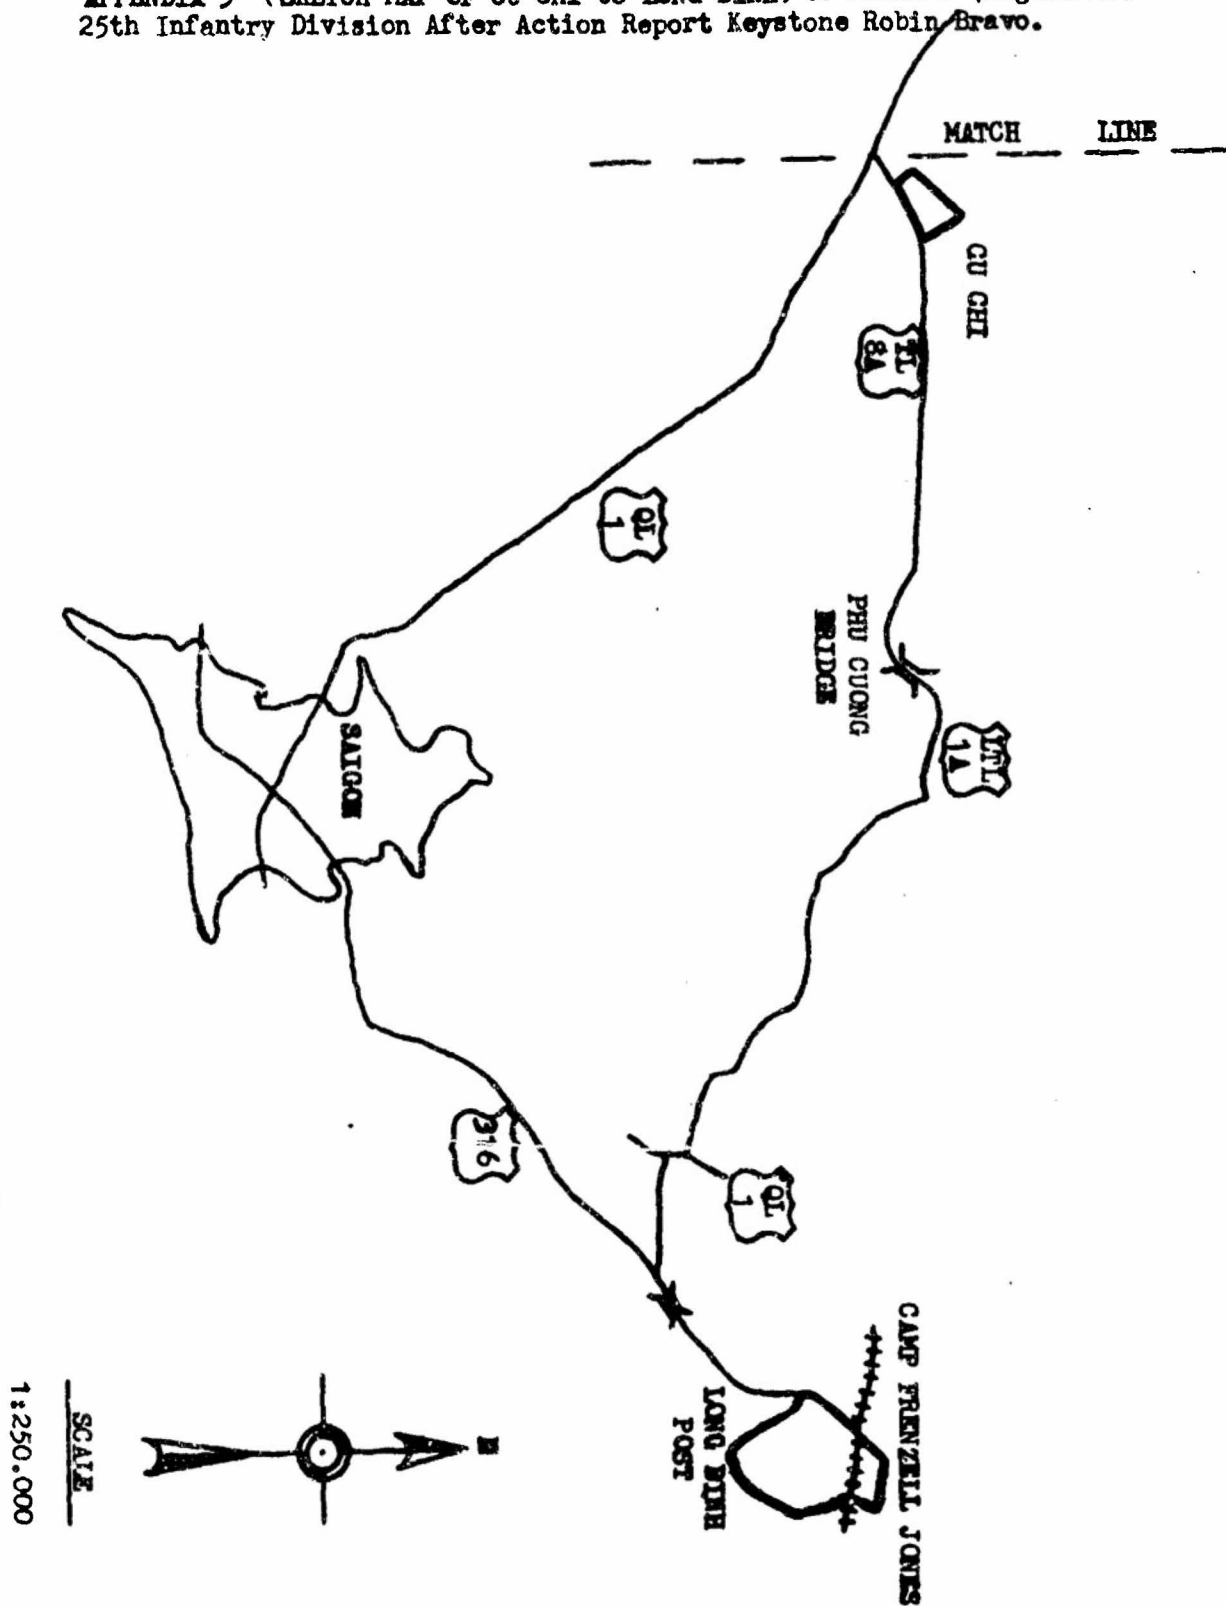 25th Infantry Division After Action Report Keystone Robin Bravo.
MATCH LINE
CU CHI
TL
8A
QL
1
PHU CUONG
BRIDGE
LTL
1A
SAIGON
316
QL
1
CAMP FRENZELL JONES
LONG BINH
POST
N
SCALE
1:250.000